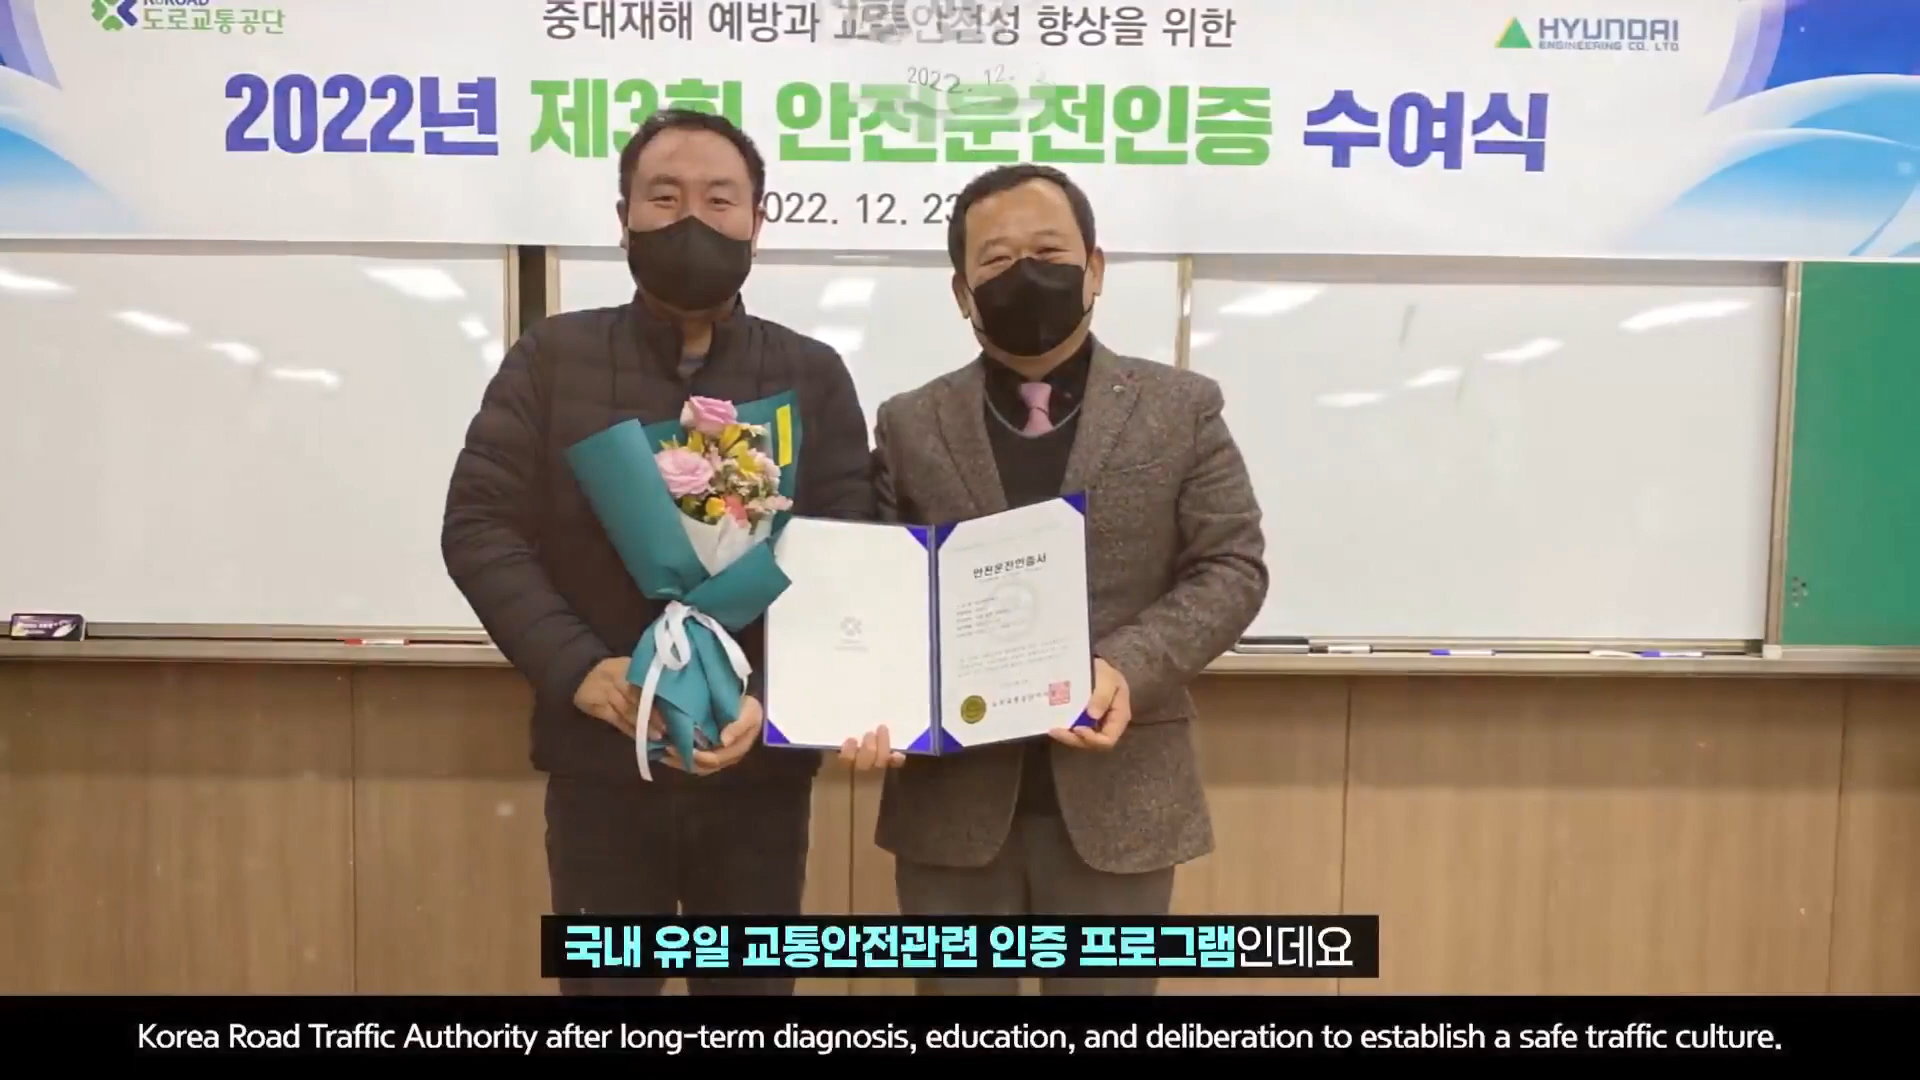 KoROAD
도로교통공단
중대재해 예방과 교통안전성 향상을 위한
HYUNDAI
ENGINEERING CO. LTD
2022년 제3회 안전운전인증 수여식
2022. 12. 23
안전운전인증서
국내 유일 교통안전관련 인증 프로그램인데요
Korea Road Traffic Authority after long-term diagnosis, education, and deliberation to establish a safe traffic culture.